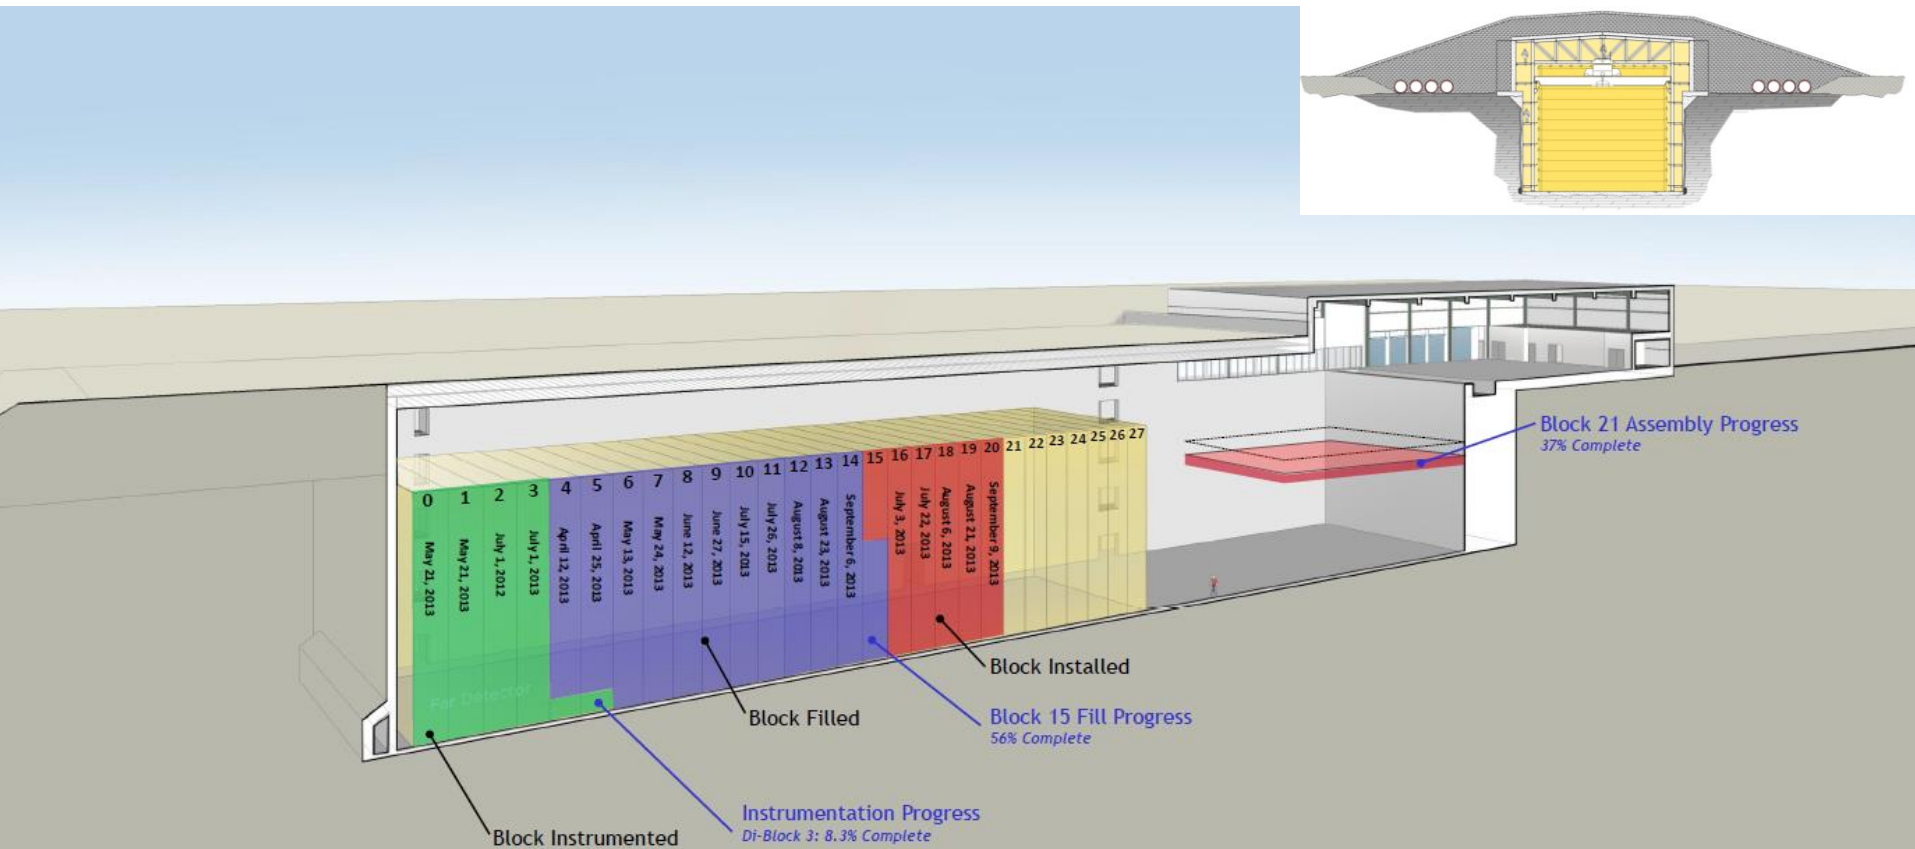 0 1 2 3 4 5 6 7 8 9 10 11 12 13 14 15 16 17 18 19 20 21 22 23 24 25 26 27
May 21, 2013
May 21, 2013
July 1, 2012
July 1, 2013
April 12, 2013
April 25, 2013
May 13, 2013
May 24, 2013
June 12, 2013
June 27, 2013
July 15, 2013
July 26, 2013
August 8, 2013
August 23, 2013
September 6, 2013
July 3, 2013
July 22, 2013
August 6, 2013
August 21, 2013
September 9, 2013
Far Detector
Block 21 Assembly Progress
37% Complete
Block Installed
Block 15 Fill Progress
56% Complete
Block Filled
Instrumentation Progress
Di-Block 3: 8.3% Complete
Block Instrumented